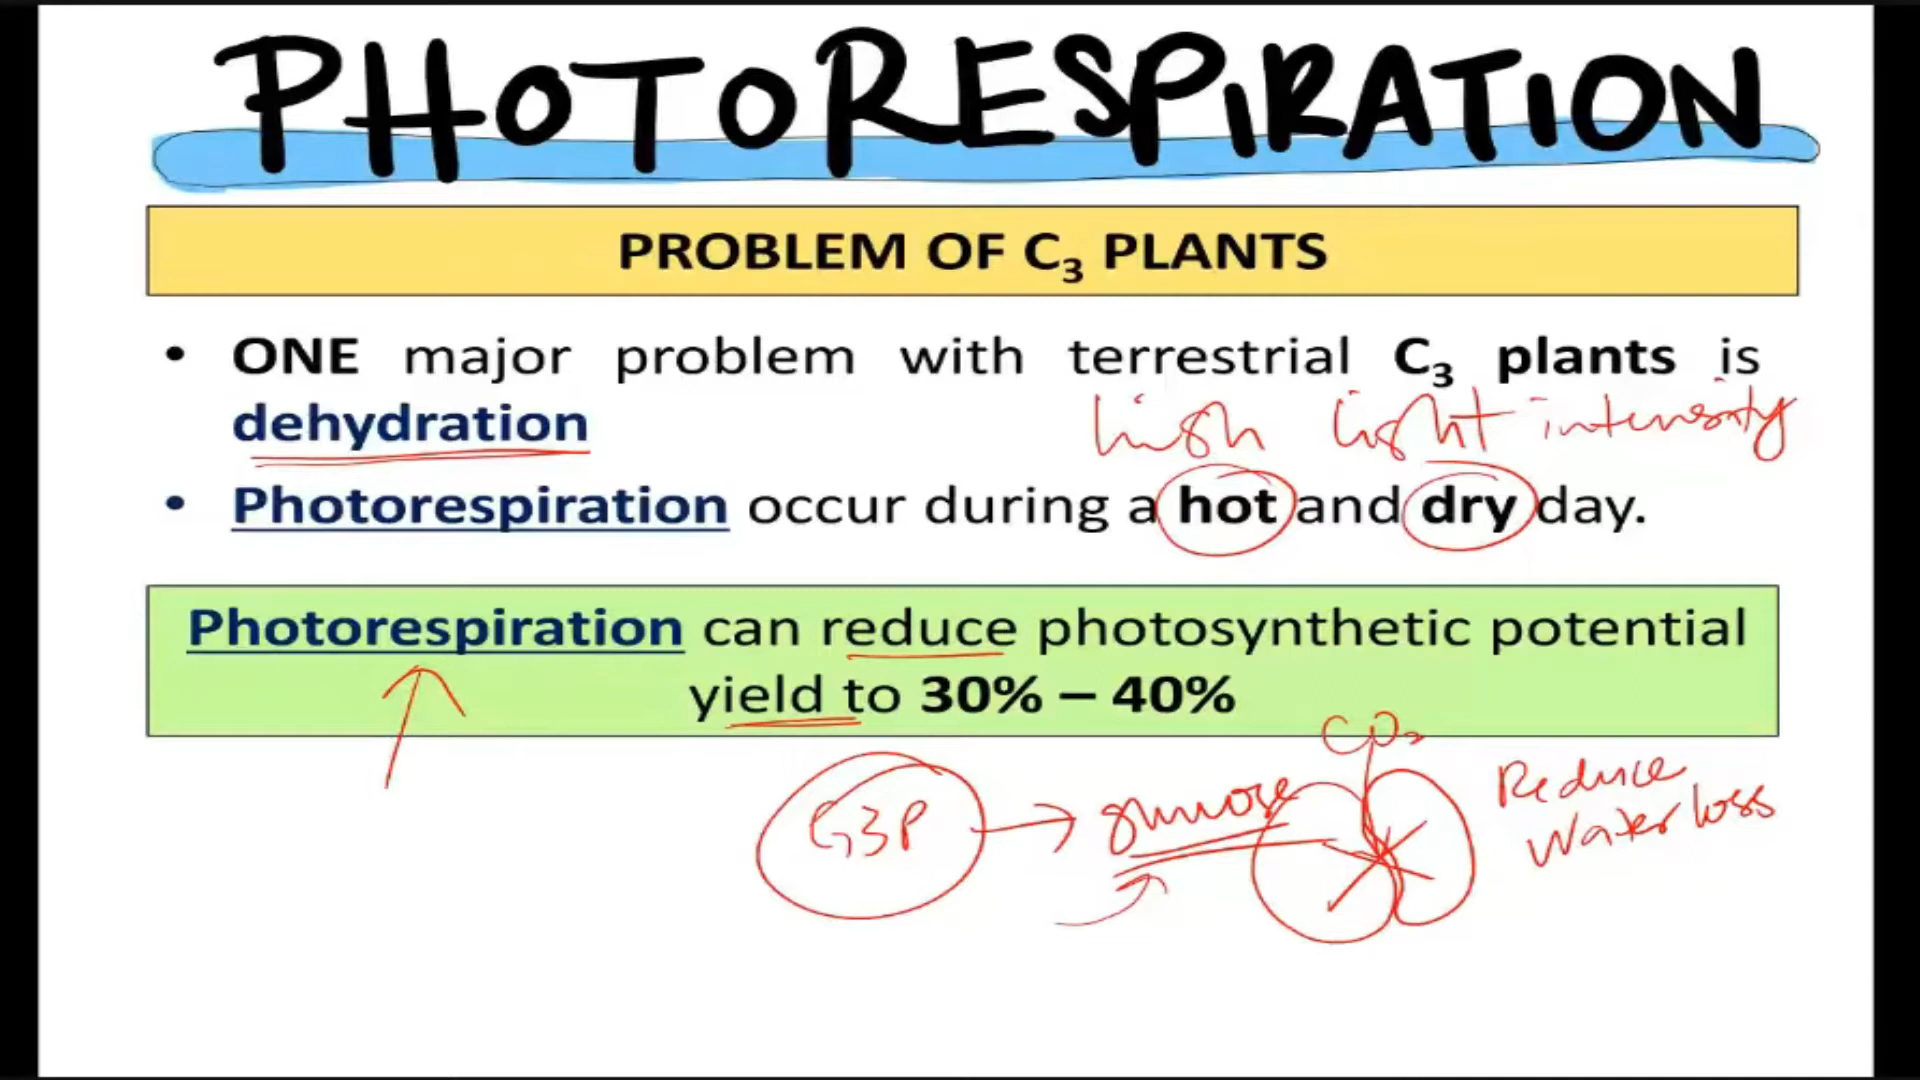 PHOTORESPIRATION
PROBLEM OF C₃ PLANTS
• ONE major problem with terrestrial C₃ plants is
dehydration
high light intensity
• Photorespiration occur during a hot and dry day.
Photorespiration can reduce photosynthetic potential
yield to 30% – 40%
CO₂
G3P → glucose
Reduce
Water loss